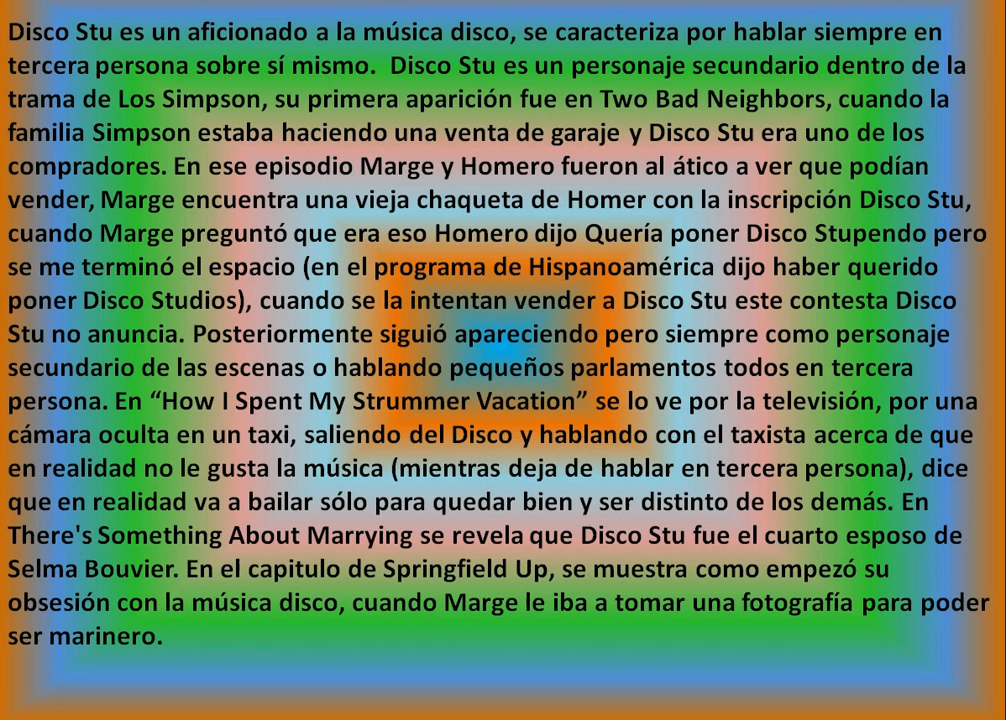 Disco Stu es un aficionado a la música disco, se caracteriza por hablar siempre en
tercera persona sobre sí mismo.  Disco Stu es un personaje secundario dentro de la
trama de Los Simpson, su primera aparición fue en Two Bad Neighbors, cuando la
familia Simpson estaba haciendo una venta de garaje y Disco Stu era uno de los
compradores. En ese episodio Marge y Homero fueron al ático a ver que podían
vender, Marge encuentra una vieja chaqueta de Homer con la inscripción Disco Stu,
cuando Marge preguntó que era eso Homero dijo Quería poner Disco Stupendo pero
se me terminó el espacio (en el programa de Hispanoamérica dijo haber querido
poner Disco Studios), cuando se la intentan vender a Disco Stu este contesta Disco
Stu no anuncia. Posteriormente siguió apareciendo pero siempre como personaje
secundario de las escenas o hablando pequeños parlamentos todos en tercera
persona. En “How I Spent My Strummer Vacation” se lo ve por la televisión, por una
cámara oculta en un taxi, saliendo del Disco y hablando con el taxista acerca de que
en realidad no le gusta la música (mientras deja de hablar en tercera persona), dice
que en realidad va a bailar sólo para quedar bien y ser distinto de los demás. En
There's Something About Marrying se revela que Disco Stu fue el cuarto esposo de
Selma Bouvier. En el capitulo de Springfield Up, se muestra como empezó su
obsesión con la música disco, cuando Marge le iba a tomar una fotografía para poder
ser marinero.